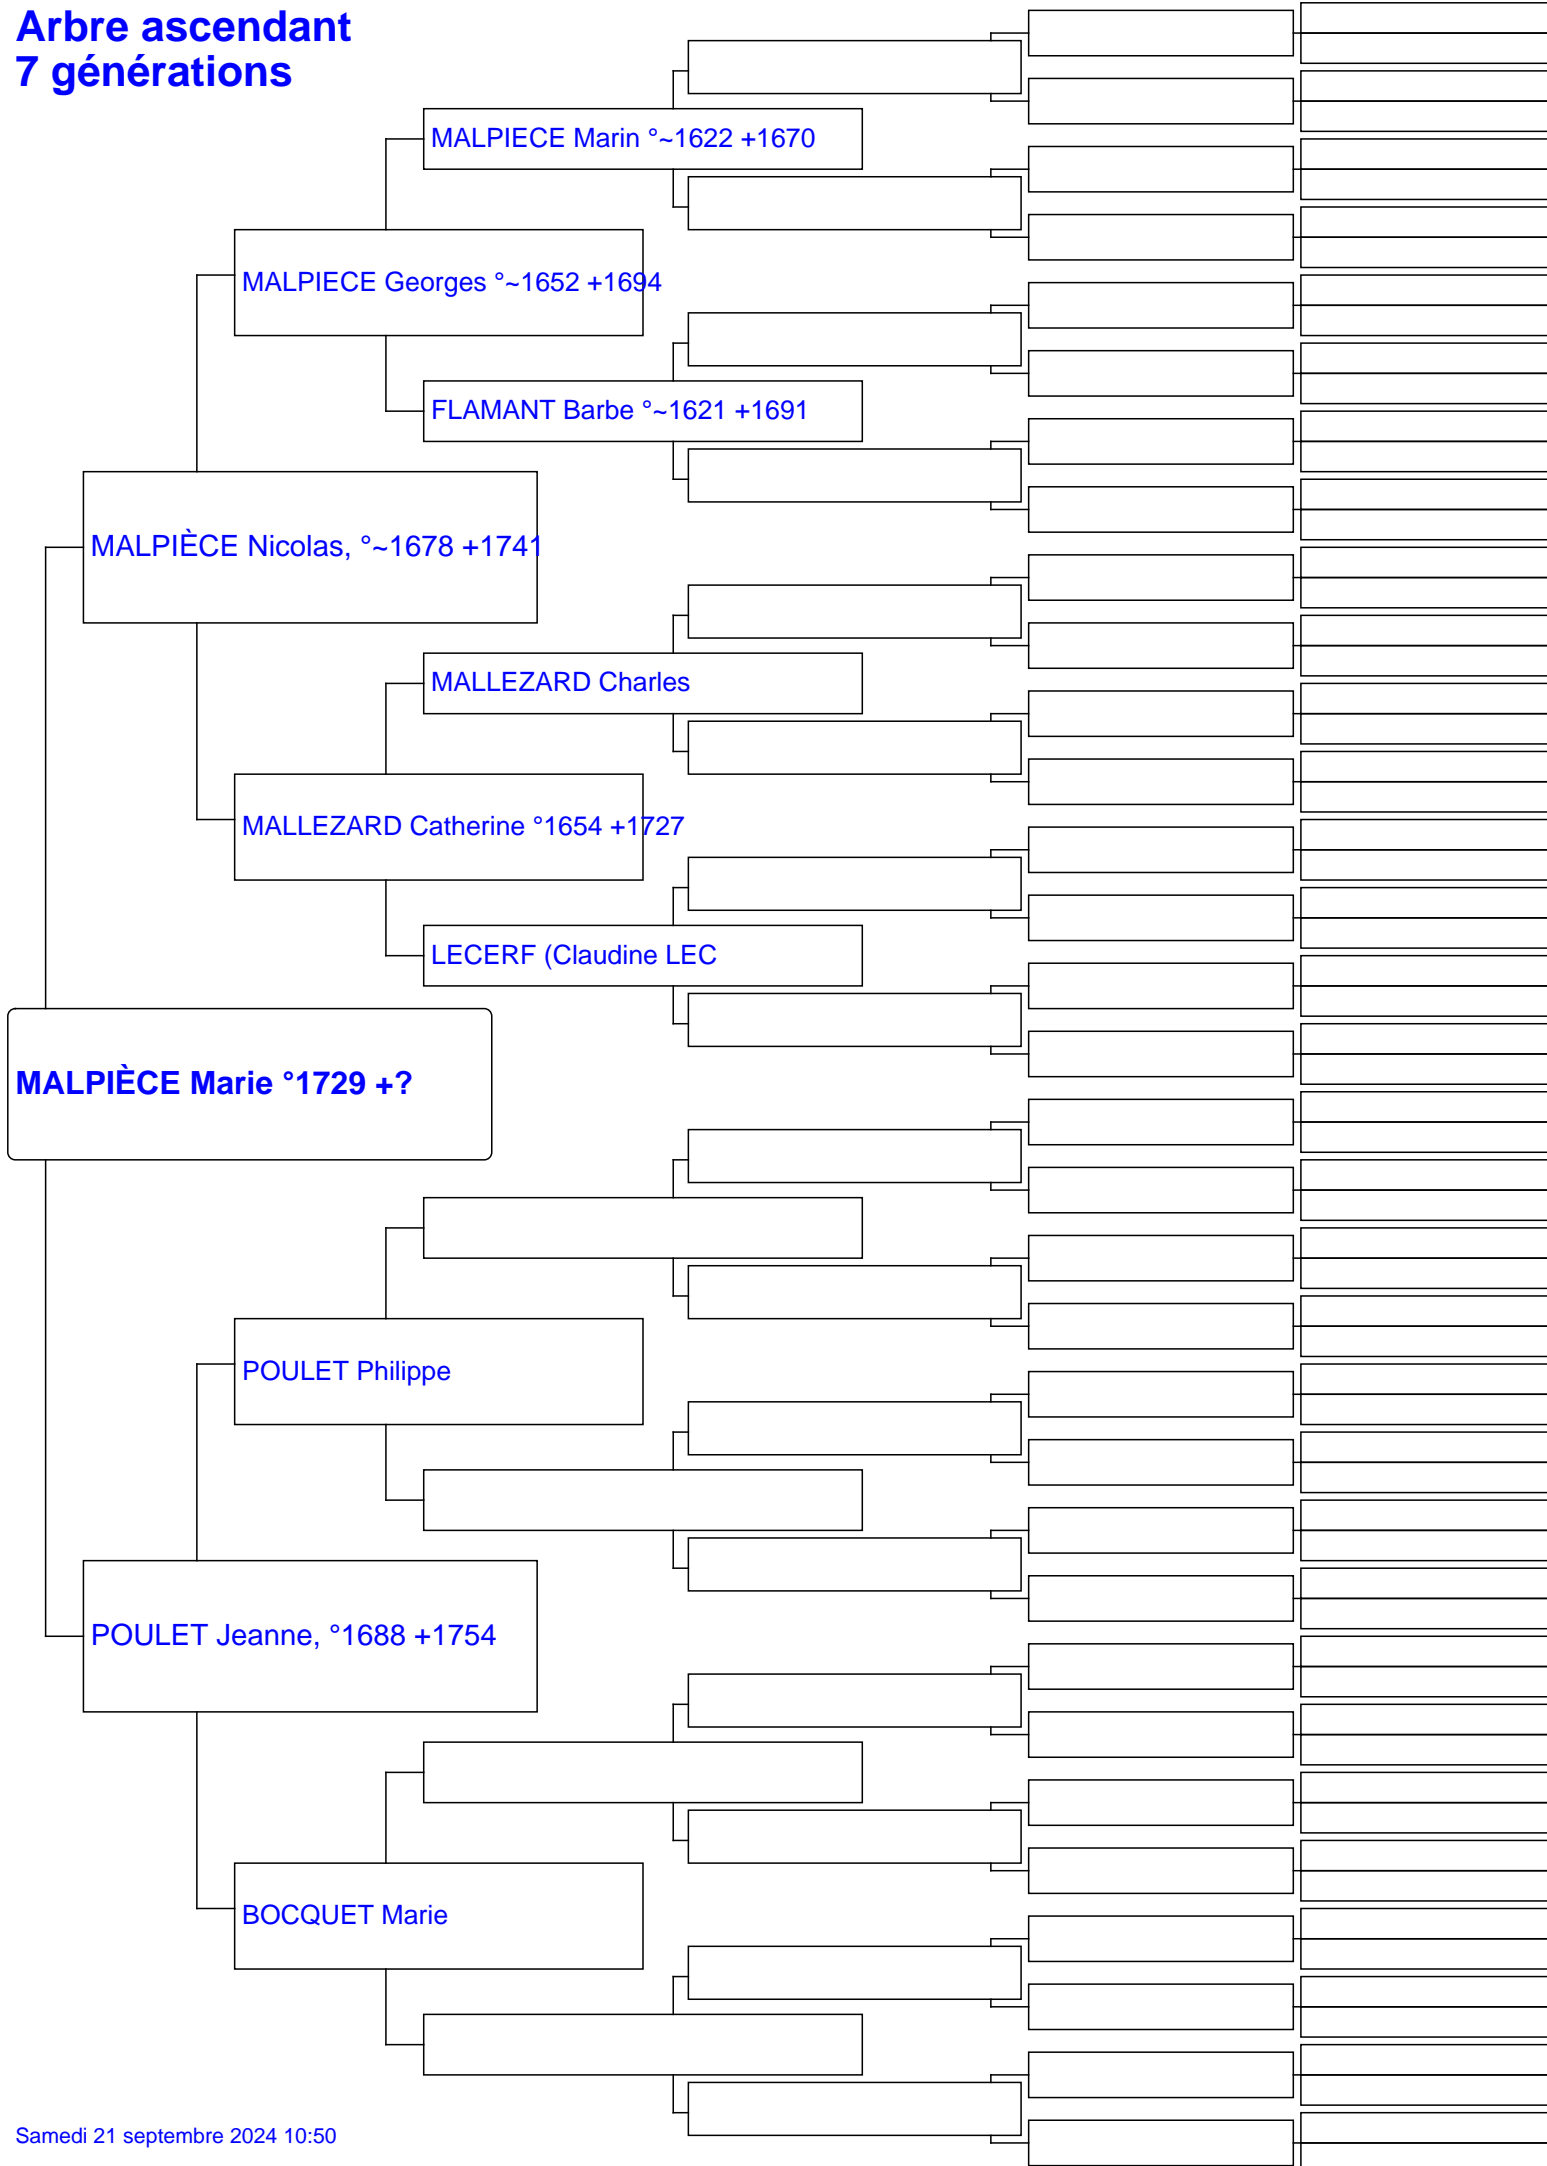 Arbre ascendant
7 générations
MALPIECE Marin °~1622 +1670
MALPIECE Georges °~1652 +1694
FLAMANT Barbe °~1621 +1691
MALPIÈCE Nicolas, °~1678 +1741
MALLEZARD Charles
MALLEZARD Catherine °1654 +1727
LECERF (Claudine LEC
MALPIÈCE Marie °1729 +?
POULET Philippe
POULET Jeanne, °1688 +1754
BOCQUET Marie
Samedi 21 septembre 2024 10:50